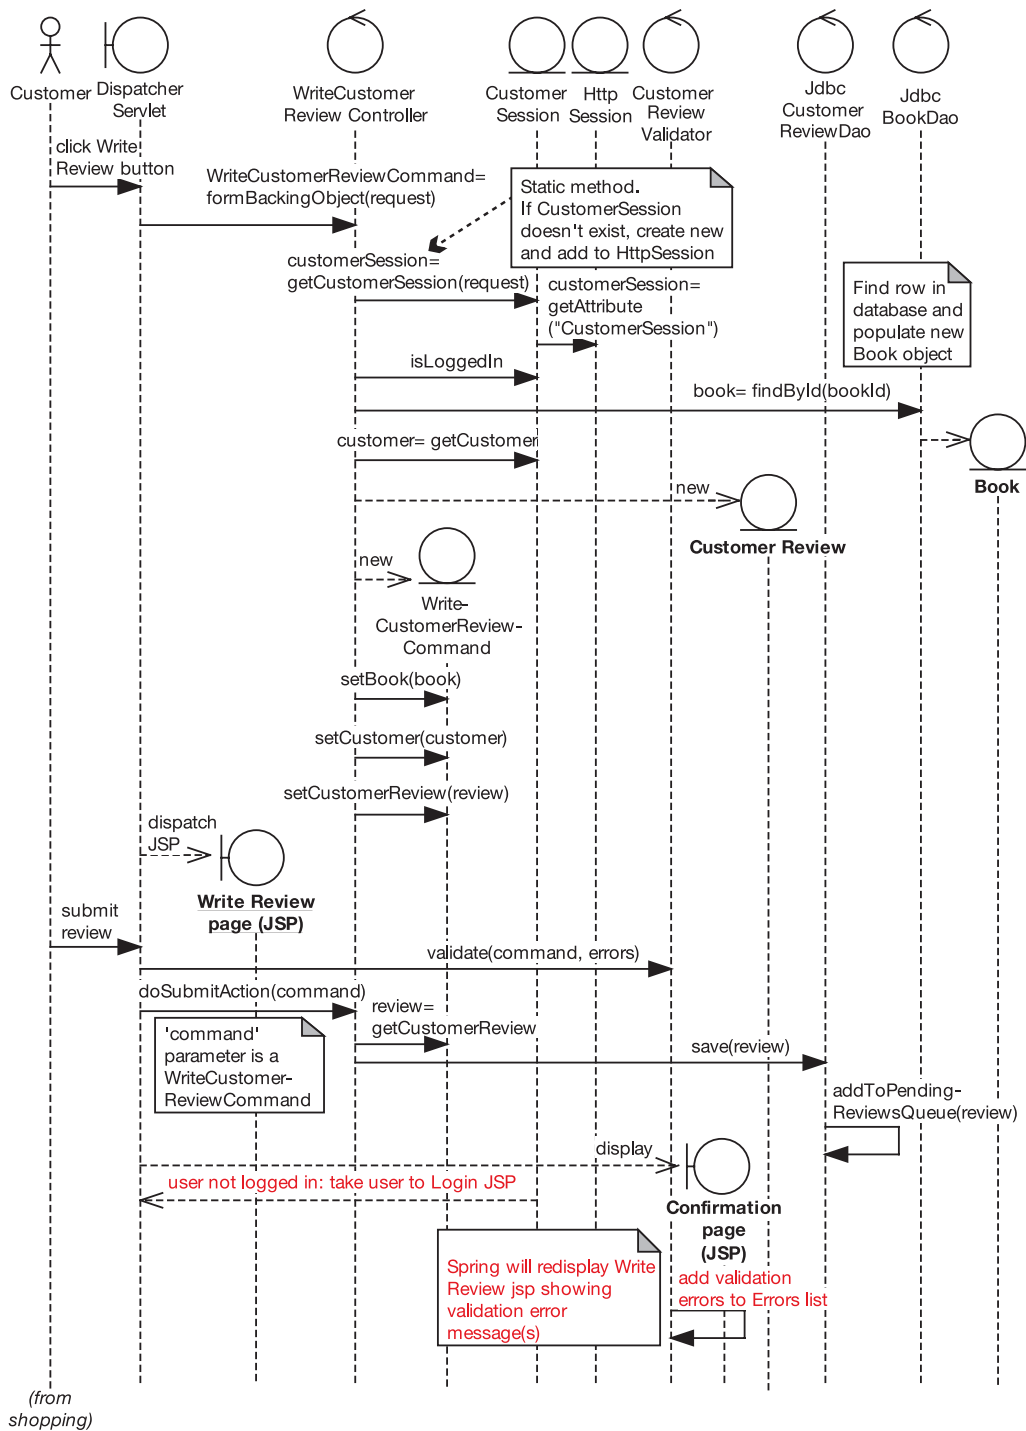 Customer
Dispatcher
Servlet
WriteCustomer
Review Controller
Customer
Session
Http
Session
Customer
Review
Validator
Jdbc
Customer
ReviewDao
Jdbc
BookDao
click Write
Review button
WriteCustomerReviewCommand=
formBackingObject(request)
Static method.
If CustomerSession
doesn't exist, create new
and add to HttpSession
customerSession=
getCustomerSession(request)
customerSession=
getAttribute
("CustomerSession")
Find row in
database and
populate new
Book object
isLoggedIn
book= findById(bookId)
customer= getCustomer
Book
new
Customer Review
new
Write-
CustomerReview-
Command
setBook(book)
setCustomer(customer)
setCustomerReview(review)
dispatch
JSP
Write Review
page (JSP)
submit
review
validate(command, errors)
doSubmitAction(command)
review=
getCustomerReview
'command'
parameter is a
WriteCustomer-
ReviewCommand
save(review)
addToPending-
ReviewsQueue(review)
display
user not logged in: take user to Login JSP
Confirmation
page
(JSP)
Spring will redisplay Write
Review jsp showing
validation error
message(s)
add validation
errors to Errors list
(from
shopping)